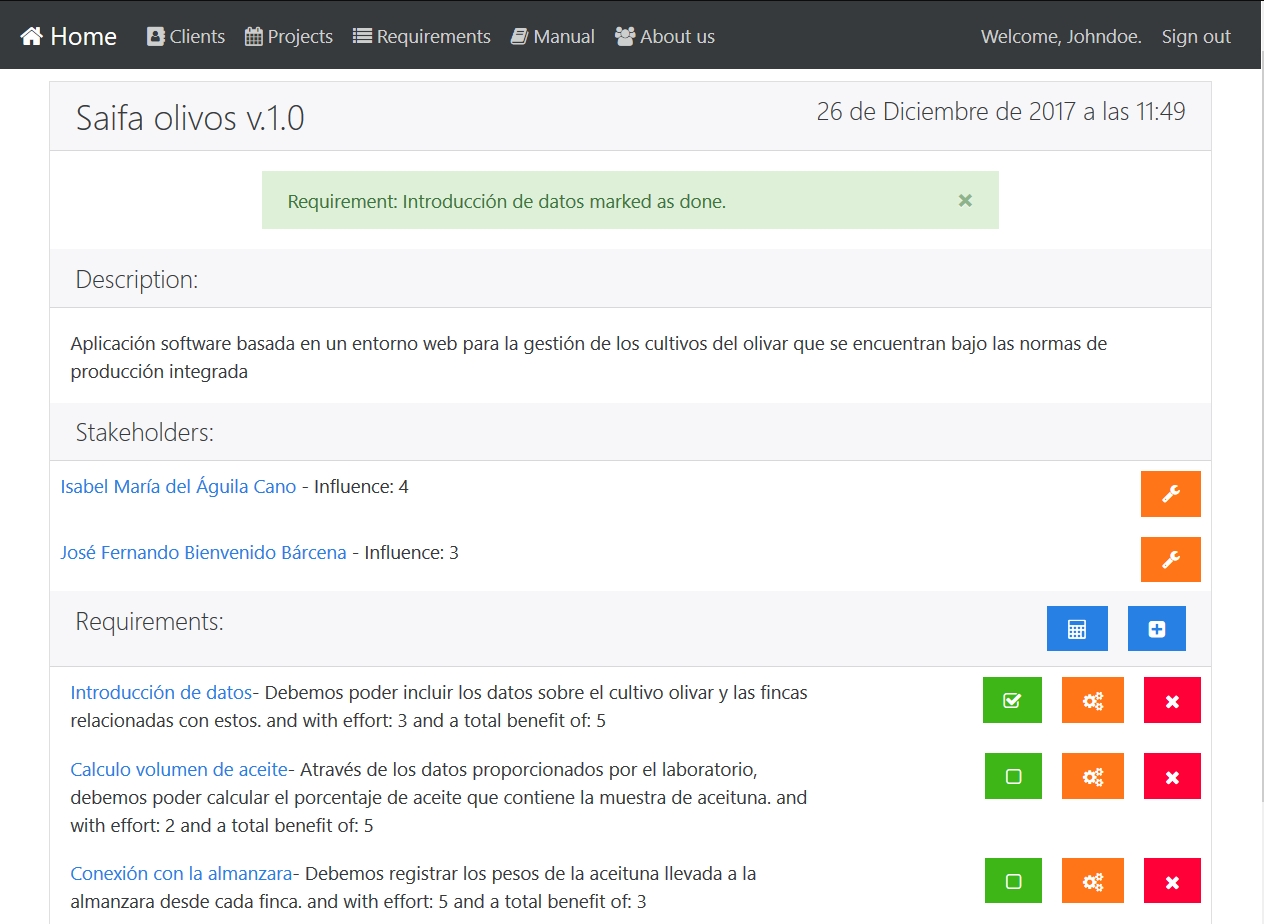 Home Clients Projects Requirements Manual About us Welcome, Johndoe. Sign out
Saifa olivos v.1.0 26 de Diciembre de 2017 a las 11:49
Requirement: Introducción de datos marked as done.
Description:
Aplicación software basada en un entorno web para la gestión de los cultivos del olivar que se encuentran bajo las normas de
producción integrada
Stakeholders:
Isabel María del Águila Cano - Influence: 4
José Fernando Bienvenido Bárcena - Influence: 3
Requirements:
Introducción de datos- Debemos poder incluir los datos sobre el cultivo olivar y las fincas
relacionadas con estos. and with effort: 3 and a total benefit of: 5
Calculo volumen de aceite- Através de los datos proporcionados por el laboratorio,
debemos poder calcular el porcentaje de aceite que contiene la muestra de aceituna. and
with effort: 2 and a total benefit of: 5
Conexión con la almanzara- Debemos registrar los pesos de la aceituna llevada a la
almanzara desde cada finca. and with effort: 5 and a total benefit of: 3